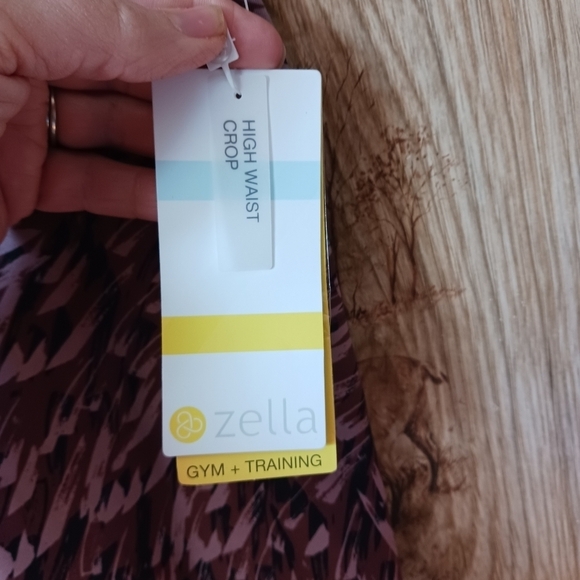 HIGH WAIST
CROP
zella
GYM + TRAINING